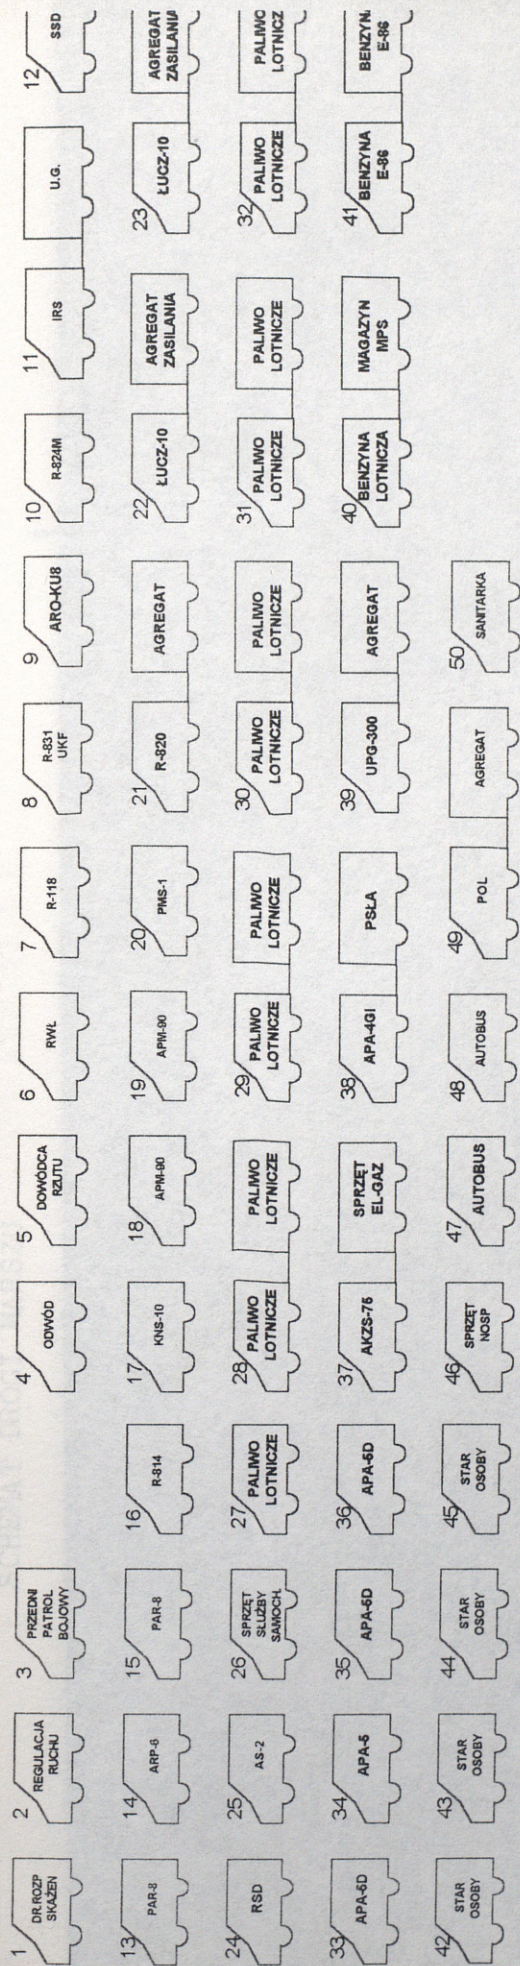 1
DR.ROZP
SKAŻEŃ
2
REGULACJA
RUCHU
3
PRZEDNI
PATROL
BOJOWY
4
ODWÓD
5
DOWÓDCA
RZUTU
6
RWŁ
7
R-118
8
R-831
UKF
9
ARO-KU8
10
R-824M
11
IRS
U.G.
12
SSD
13
PAR-8
14
ARP-8
15
PAR-8
16
R-814
17
KNS-10
18
APM-90
19
APM-90
20
PMS-1
21
R-820
AGREGAT
22
ŁUCZ-10
AGREGAT
ZASILANIA
23
ŁUCZ-10
AGREGAT
ZASILANIA
24
RSD
25
AS-2
26
SPRZĘT
SŁUŻBY
SAMOCH.
27
PALIWO
LOTNICZE
28
PALIWO
LOTNICZE
PALIWO
LOTNICZE
29
PALIWO
LOTNICZE
PALIWO
LOTNICZE
30
PALIWO
LOTNICZE
PALIWO
LOTNICZE
31
PALIWO
LOTNICZE
PALIWO
LOTNICZE
32
PALIWO
LOTNICZE
PALIWO
LOTNICZ
33
APA-5D
34
APA-5
35
APA-5D
36
APA-5D
37
AKZS-75
SPRZĘT
EL-GAZ
38
APA-4GI
PSŁA
39
UPG-300
AGREGAT
40
BENZYNA
LOTNICZA
MAGAZYN
MPS
41
BENZYNA
E-86
BENZYNA
E-86
42
STAR
OSOBY
43
STAR
OSOBY
44
STAR
OSOBY
45
STAR
OSOBY
46
SPRZĘT
NOSP
47
AUTOBUS
48
AUTOBUS
49
POL
AGREGAT
50
SANITARKA